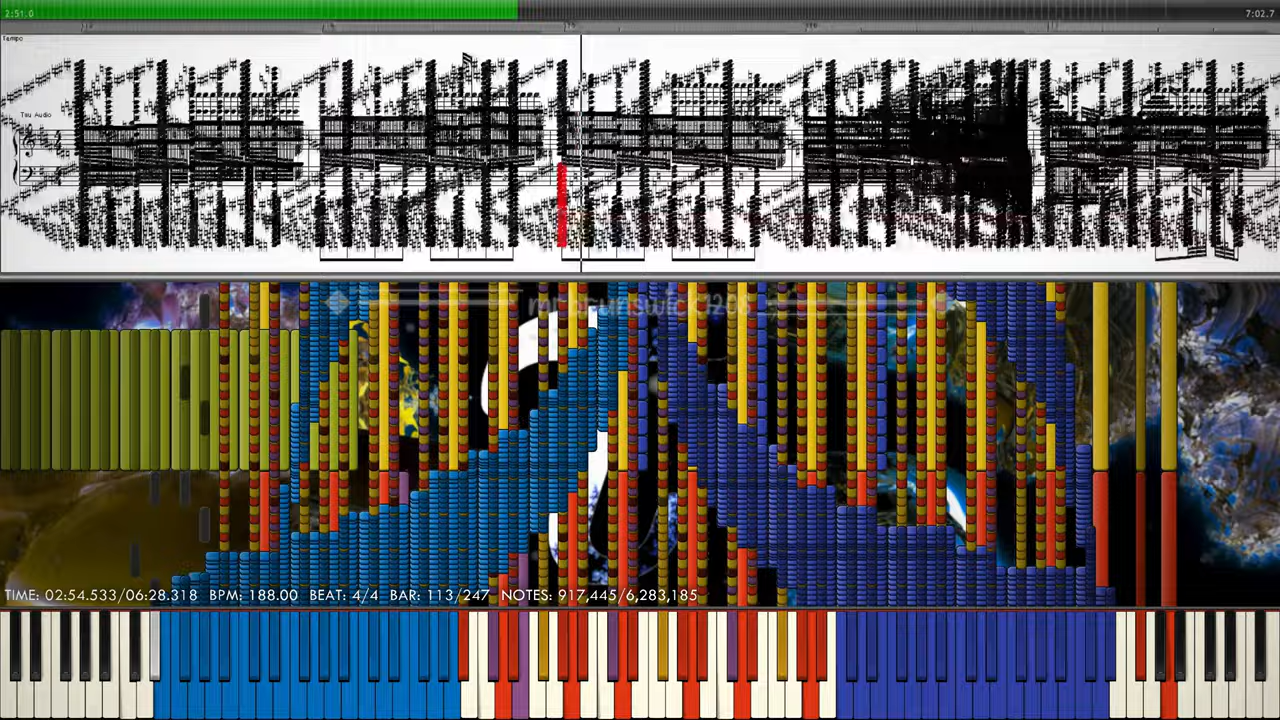 2:51.0
7:02.7
Tempo
TIME: 02:54.533/06:28.318 BPM: 188.00 BEAT: 4/4 BAR: 113/247 NOTES: 917,445/6,283,185